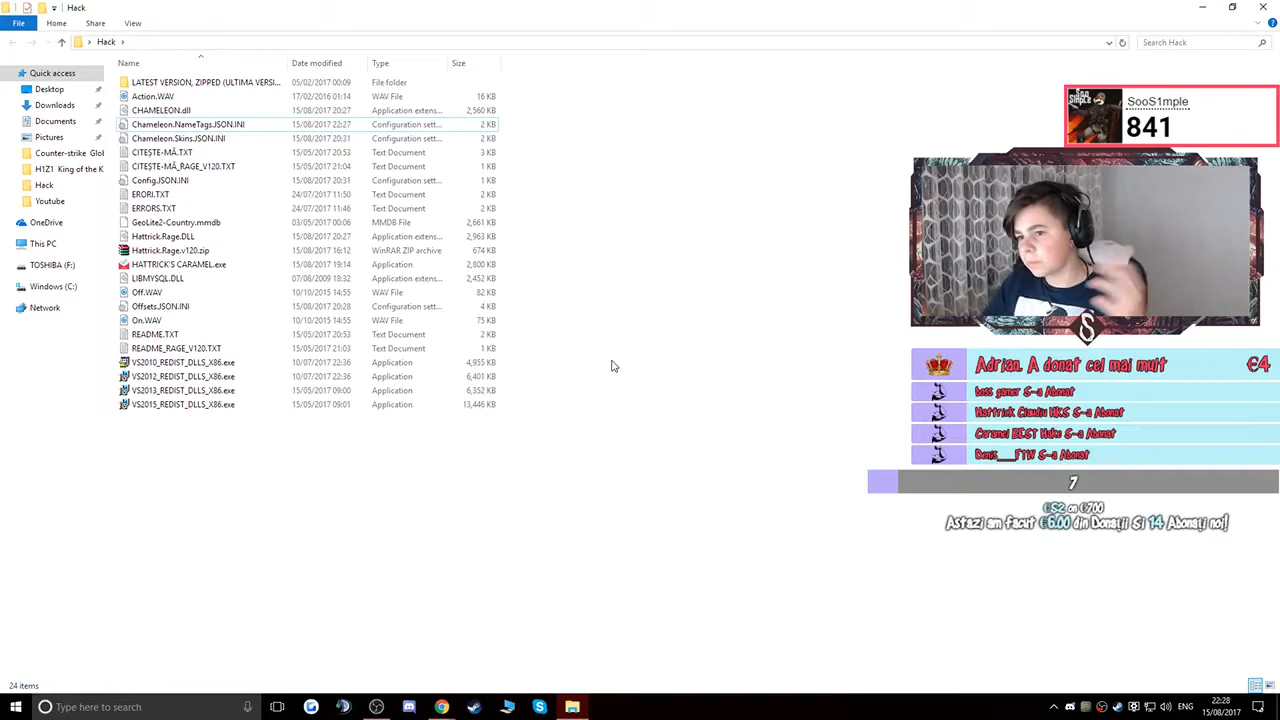 Hack
File
Home
Share
View
Hack
Search Hack
Name
Date modified
Type
Size
Quick access
Desktop
Downloads
Documents
Pictures
Counter-strike Glol
H1Z1 King of the K
Hack
Youtube
OneDrive
This PC
TOSHIBA (F:)
Windows (C:)
Network
LATEST VERSION, ZIPPED (ULTIMA VERSI... 05/02/2017 00:09 File folder
Action.WAV 17/02/2016 01:14 WAV File 16 KB
CHAMELEON.dll 15/08/2017 20:27 Application extens... 2,560 KB
Chameleon.NameTags.JSON.INI 15/08/2017 22:27 Configuration sett... 2 KB
Chameleon.Skins.JSON.INI 15/08/2017 20:31 Configuration sett... 2 KB
CITEȘTE-MĂ.TXT 15/05/2017 20:53 Text Document 3 KB
CITEȘTE-MĂ_RAGE_V120.TXT 15/05/2017 21:04 Text Document 1 KB
Config.JSON.INI 15/08/2017 20:31 Configuration sett... 2 KB
ERORI.TXT 24/07/2017 11:50 Text Document 2 KB
ERRORS.TXT 24/07/2017 11:46 Text Document 2 KB
GeoLite2-Country.mmdb 03/05/2017 00:06 MMDB File 2,661 KB
Hattrick.Rage.DLL 15/08/2017 20:27 Application extens... 2,963 KB
Hattrick.Rage.v120.zip 15/08/2017 16:12 WinRAR ZIP archive 674 KB
HATTRICK'S CARAMEL.exe 15/08/2017 19:14 Application 2,800 KB
LIBMYSQL.DLL 07/08/2009 18:32 Application extens... 2,452 KB
Off.WAV 10/10/2015 14:55 WAV File 82 KB
Offsets.JSON.INI 15/08/2017 20:28 Configuration sett... 4 KB
On.WAV 10/10/2015 14:55 WAV File 75 KB
README.TXT 15/05/2017 20:53 Text Document 2 KB
README_RAGE_V120.TXT 15/05/2017 21:03 Text Document 1 KB
VS2010_REDIST_DLLS_X86.exe 10/07/2017 22:36 Application 4,955 KB
VS2012_REDIST_DLLS_X86.exe 10/07/2017 22:36 Application 6,401 KB
VS2013_REDIST_DLLS_X86.exe 15/05/2017 09:00 Application 6,352 KB
VS2015_REDIST_DLLS_X86.exe 15/05/2017 09:01 Application 13,446 KB
SooS1mple
841
Adrian. A donat cel mai mult €4
boss gamer S-a Abonat
Hattrick Claudiu HKS S-a Abonat
Caramel BEST Hake S-a Abonat
Denis___FTW S-a Abonat
7
€52 on €700
Astazi am facut €6.00 din Donații Si 14 Abonați noi!
24 items
Type here to search
ENG
22:28
15/08/2017